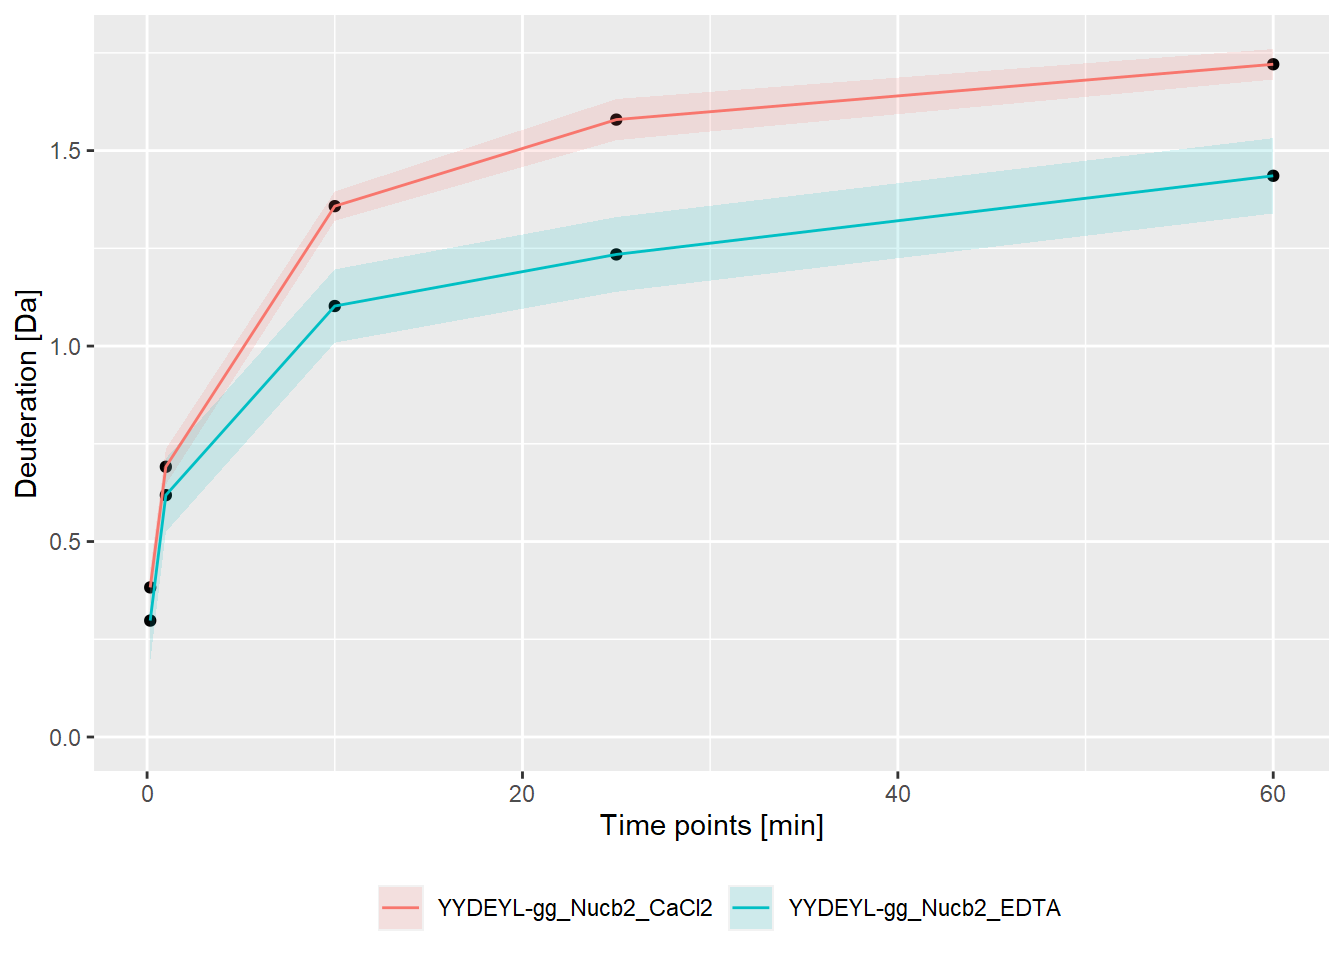 Deuteration [Da]
1.5
1.0
0.5
0.0
0 20 40 60
Time points [min]
YYDEYL-gg_Nucb2_CaCl2 YYDEYL-gg_Nucb2_EDTA